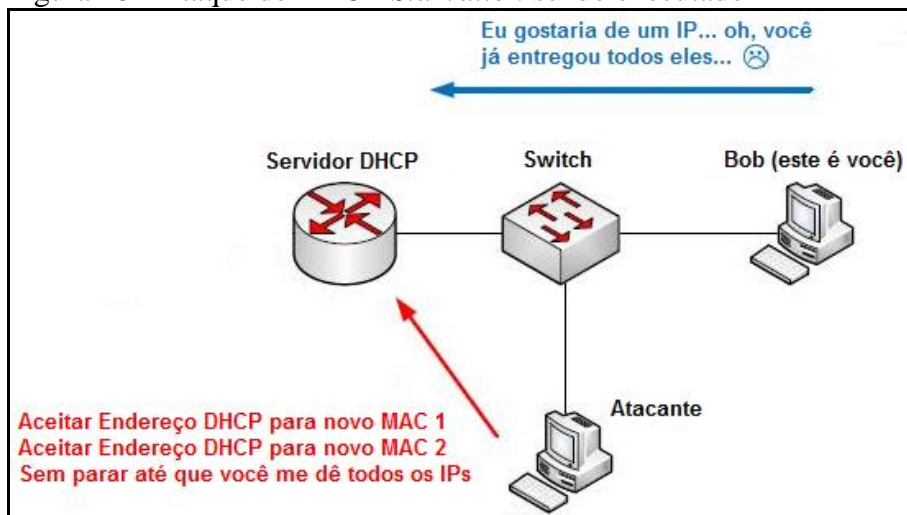 Eu gostaria de um IP... oh, você
já entregou todos eles... ☹
Servidor DHCP
Switch
Bob (este é você)
Atacante
Aceitar Endereço DHCP para novo MAC 1
Aceitar Endereço DHCP para novo MAC 2
Sem parar até que você me dê todos os IPs